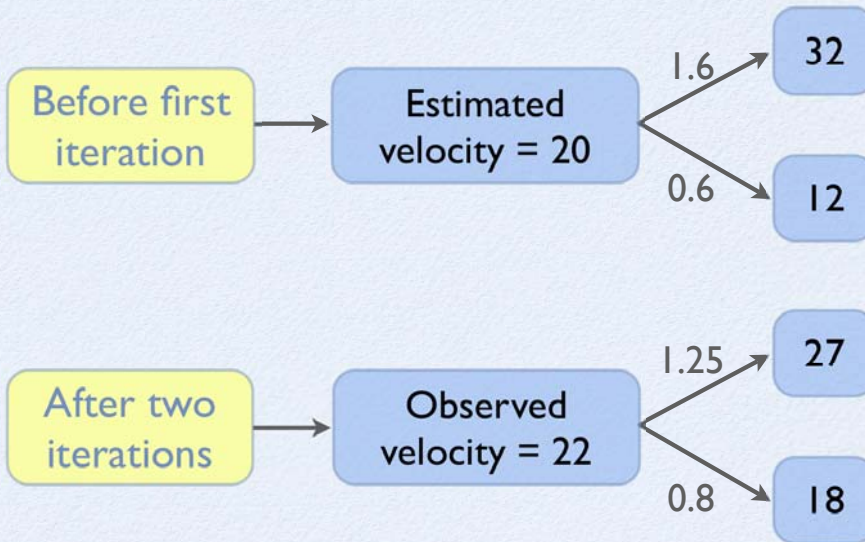 Before first
iteration
Estimated
velocity = 20
1.6
32
0.6
12
After two
iterations
Observed
velocity = 22
1.25
27
0.8
18